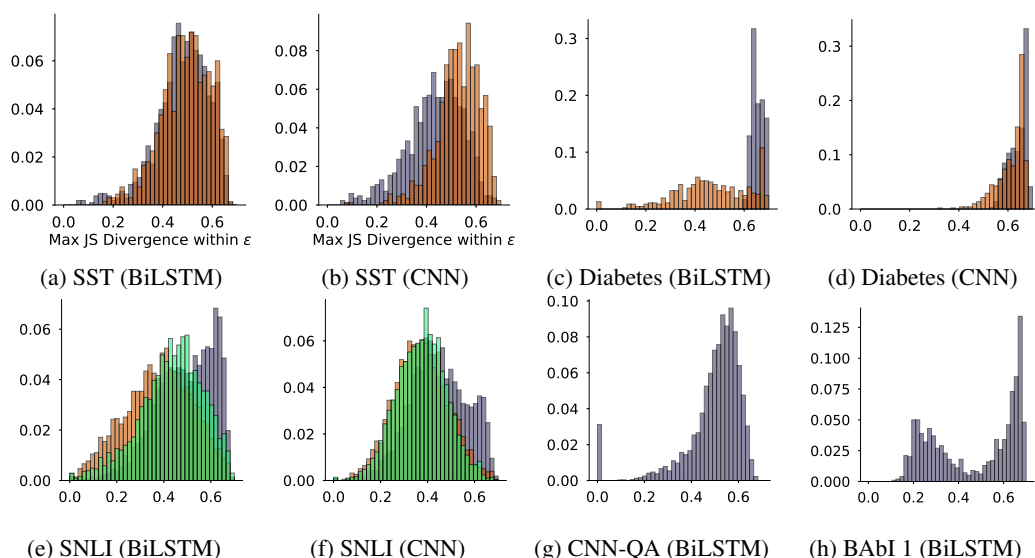 0.06
0.04
0.02
0.00
0.0 0.2 0.4 0.6
Max JS Divergence within ε
(a) SST (BiLSTM)
0.08
0.06
0.04
0.02
0.00
0.0 0.2 0.4 0.6
Max JS Divergence within ε
(b) SST (CNN)
0.3
0.2
0.1
0.0
0.0 0.2 0.4 0.6
(c) Diabetes (BiLSTM)
0.3
0.2
0.1
0.0
0.0 0.2 0.4 0.6
(d) Diabetes (CNN)
0.06
0.04
0.02
0.00
0.0 0.2 0.4 0.6
(e) SNLI (BiLSTM)
0.06
0.04
0.02
0.00
0.0 0.2 0.4 0.6
(f) SNLI (CNN)
0.10
0.08
0.06
0.04
0.02
0.00
0.0 0.2 0.4 0.6
(g) CNN-QA (BiLSTM)
0.125
0.100
0.075
0.050
0.025
0.000
0.0 0.2 0.4 0.6
(h) BAbI 1 (BiLSTM)